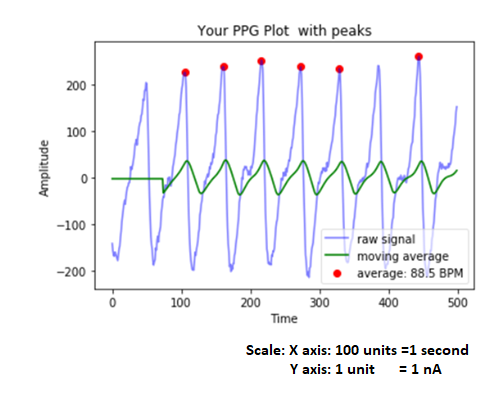 Your PPG Plot with peaks
Amplitude
200
100
0
−100
−200
raw signal
moving average
average: 88.5 BPM
0 100 200 300 400 500
Time
Scale: X axis: 100 units =1 second
Y axis: 1 unit = 1 nA